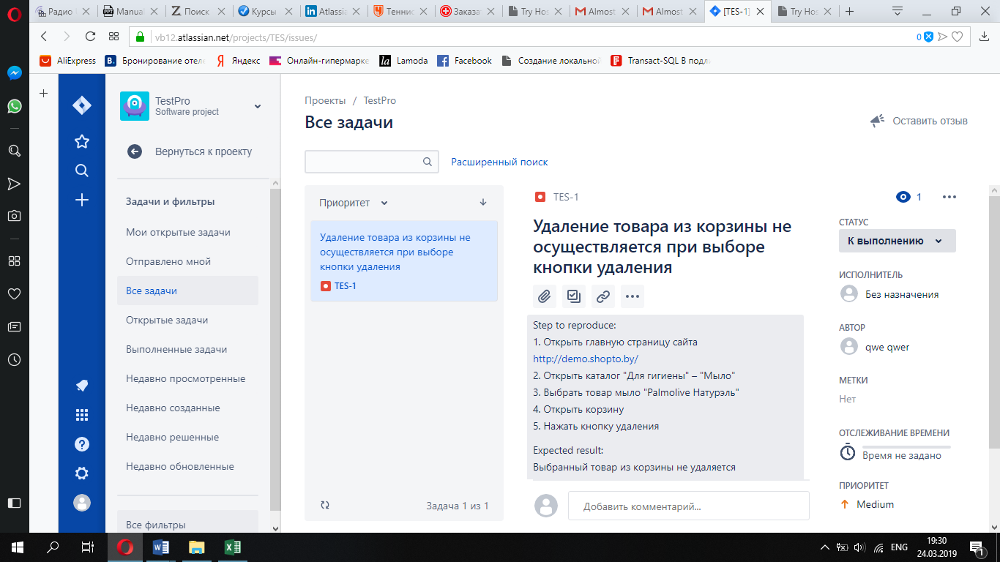 Радио
Manual
Поиск
Курсы
Atlassia
Теннис
Заказа
Try Hos
Almost
Almost
[TES-1]
Try Hos
vb12.atlassian.net/projects/TES/issues/
0
AliExpress
Бронирование отеле
Яндекс
Онлайн-гипермарке
Lamoda
Facebook
Создание локальной
Transact-SQL В подли
TestPro
Software project
Вернуться к проекту
Задачи и фильтры
Мои открытые задачи
Отправлено мной
Все задачи
Открытые задачи
Выполненные задачи
Недавно просмотренные
Недавно созданные
Недавно решенные
Недавно обновленные
Все фильтры
Проекты / TestPro
Все задачи
Оставить отзыв
Расширенный поиск
Приоритет
Удаление товара из корзины не
осуществляется при выборе
кнопки удаления
TES-1
Задача 1 из 1
TES-1
1
Удаление товара из корзины не
осуществляется при выборе
кнопки удаления
Step to reproduce:
1. Открыть главную страницу сайта
http://demo.shopto.by/
2. Открыть каталог "Для гигиены" – "Мыло"
3. Выбрать товар мыло "Palmolive Натурэль"
4. Открыть корзину
5. Нажать кнопку удаления
Expected result:
Выбранный товар из корзины не удаляется
Добавить комментарий...
СТАТУС
К выполнению
ИСПОЛНИТЕЛЬ
Без назначения
АВТОР
qwe qwer
МЕТКИ
Нет
ОТСЛЕЖИВАНИЕ ВРЕМЕНИ
Время не задано
ПРИОРИТЕТ
Medium
ENG
19:30
24.03.2019
1